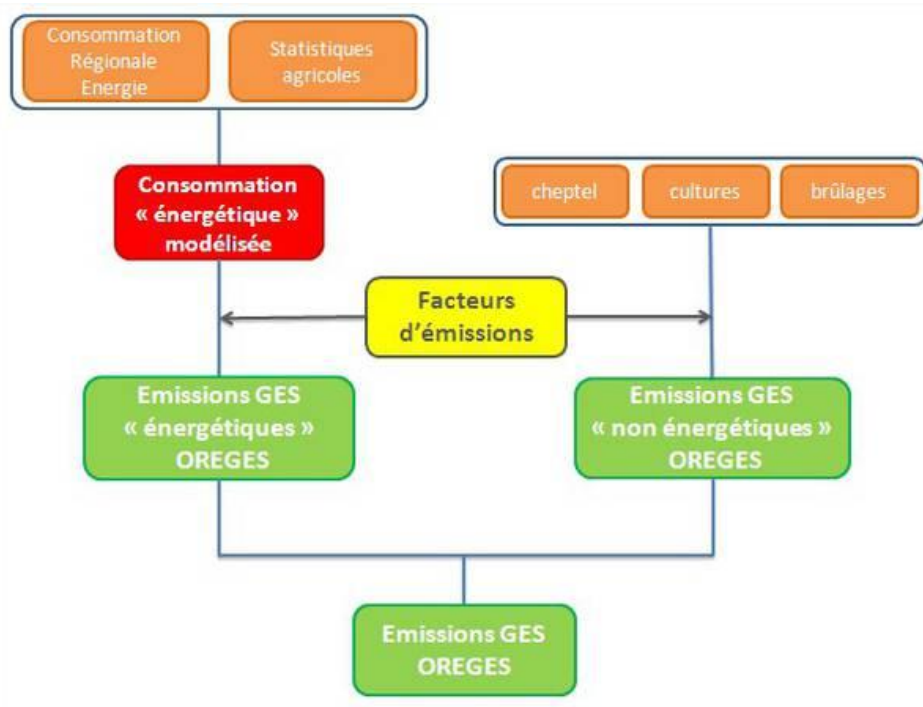 Consommation
Régionale
Energie
Statistiques
agricoles
Consommation
« énergétique »
modélisée
cheptel
cultures
brûlages
Facteurs
d’émissions
Emissions GES
« énergétiques »
OREGES
Emissions GES
« non énergétiques »
OREGES
Emissions GES
OREGES